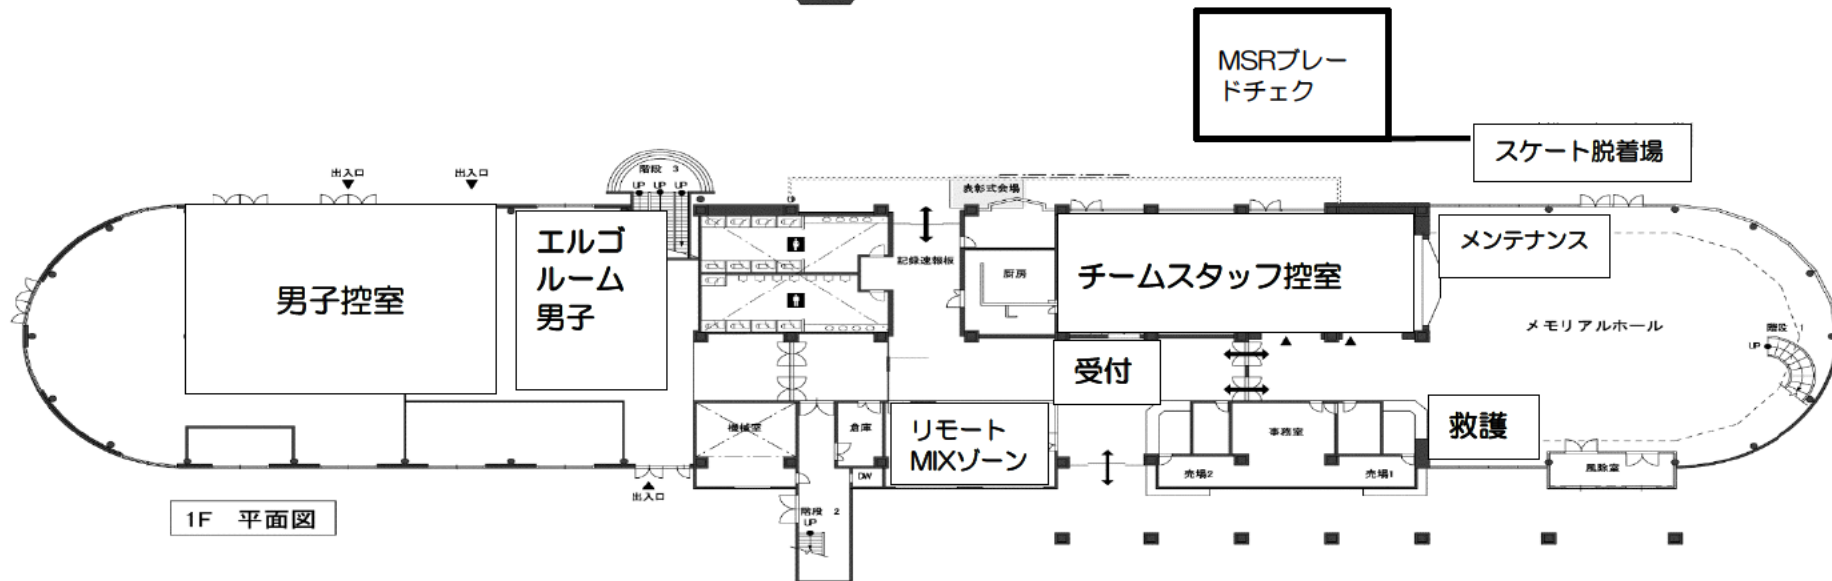 MSRブレー
ドチェク
スケート脱着場
出入口
出入口
階段 3
UP
UP
UP
表彰式会場
男子控室
エルゴ
ルーム
男子
記録速報板
厨房
チームスタッフ控室
メンテナンス
メモリアルホール
階段 1
UP
受付
機械室
倉庫
リモート
MIXゾーン
事務室
救護
DW
売場2
売場1
風除室
出入口
階段 2
UP
1F 平面図